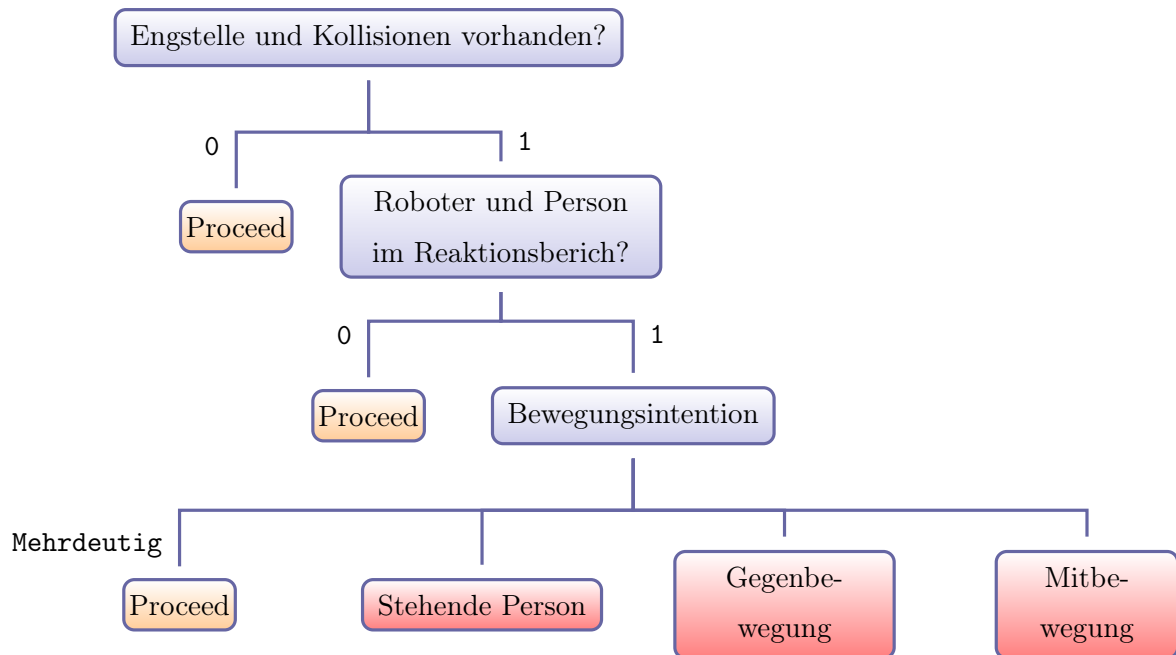 Engstelle und Kollisionen vorhanden?
0
1
Proceed
Roboter und Person
im Reaktionsberich?
0
1
Proceed
Bewegungsintention
Mehrdeutig
Proceed
Stehende Person
Gegenbe-
wegung
Mitbe-
wegung